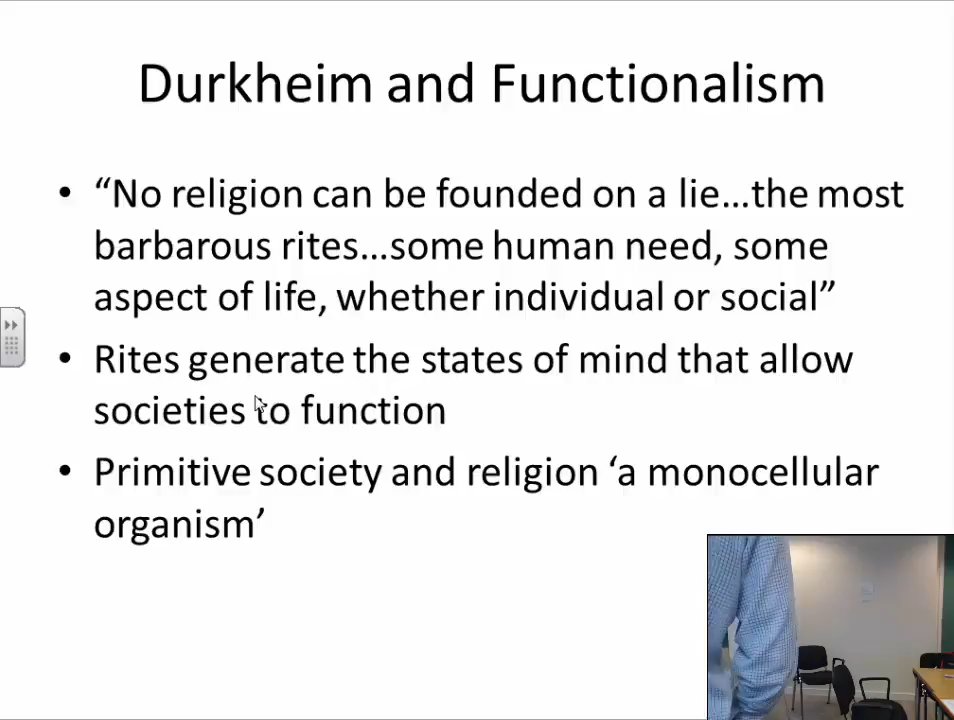 Durkheim and Functionalism
• “No religion can be founded on a lie…the most
barbarous rites…some human need, some
aspect of life, whether individual or social”
• Rites generate the states of mind that allow
societies to function
• Primitive society and religion ‘a monocellular
organism’